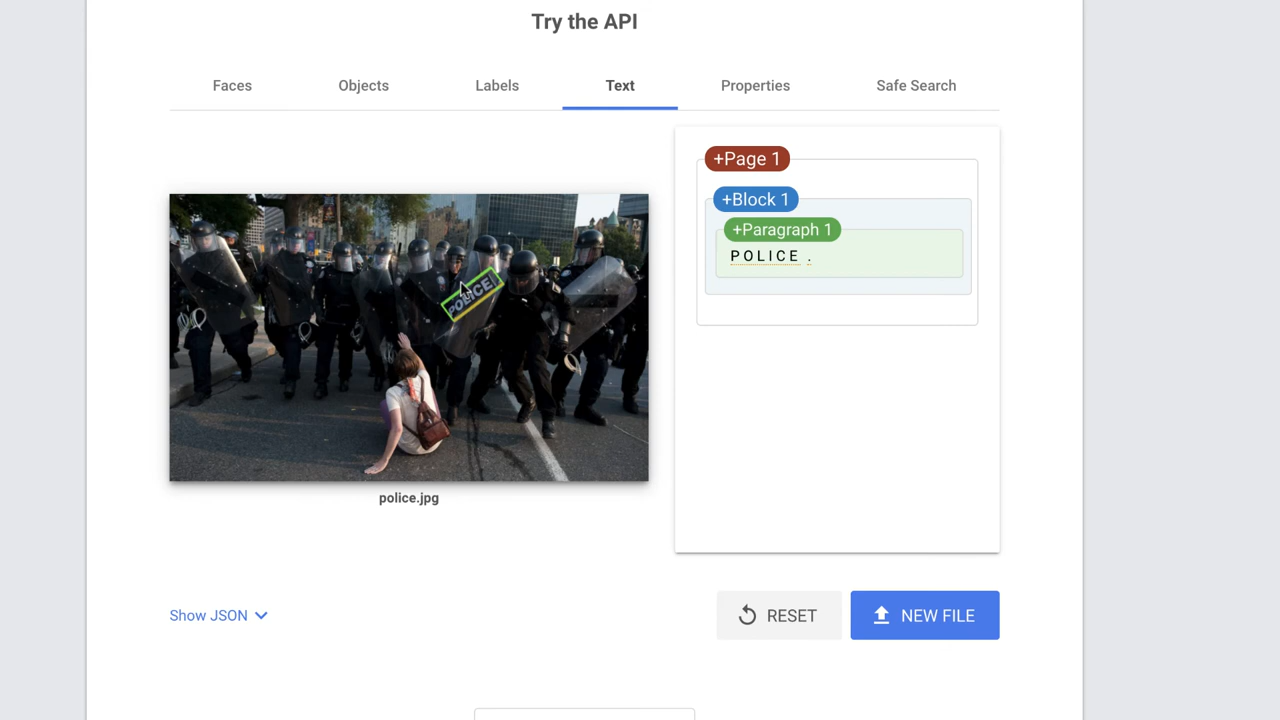 Try the API
Faces Objects Labels Text Properties Safe Search
+Page 1
+Block 1
+Paragraph 1
POLICE .
POLICE
police.jpg
Show JSON
RESET
NEW FILE